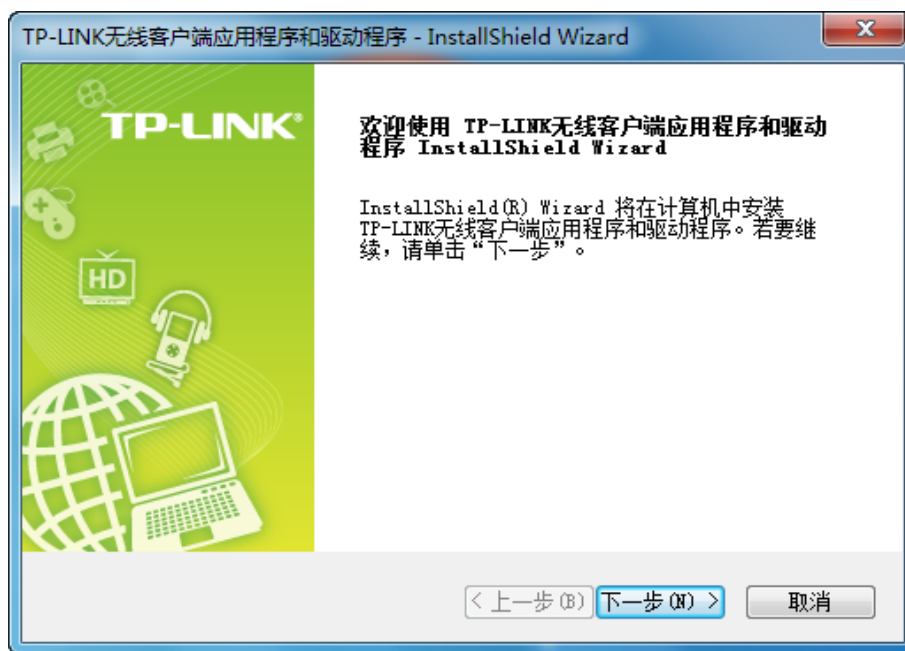 TP-LINK无线客户端应用程序和驱动程序 - InstallShield Wizard
x
TP-LINK®
HD
欢迎使用 TP-LINK无线客户端应用程序和驱动
程序 InstallShield Wizard
InstallShield(R) Wizard 将在计算机中安装
TP-LINK无线客户端应用程序和驱动程序。若要继
续，请单击“下一步”。
< 上一步(B) 下一步(N) > 取消